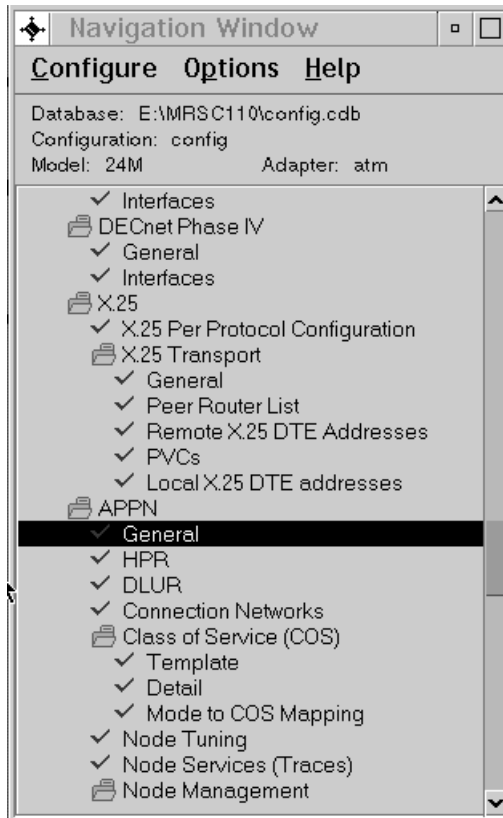 Navigation Window
Configure Options Help
Database: E:\MRSC110\config.cdb
Configuration: config
Model: 24M Adapter: atm
Interfaces
DECnet Phase IV
General
Interfaces
X.25
X.25 Per Protocol Configuration
X.25 Transport
General
Peer Router List
Remote X.25 DTE Addresses
PVCs
Local X.25 DTE addresses
APPN
General
HPR
DLUR
Connection Networks
Class of Service (COS)
Template
Detail
Mode to COS Mapping
Node Tuning
Node Services (Traces)
Node Management